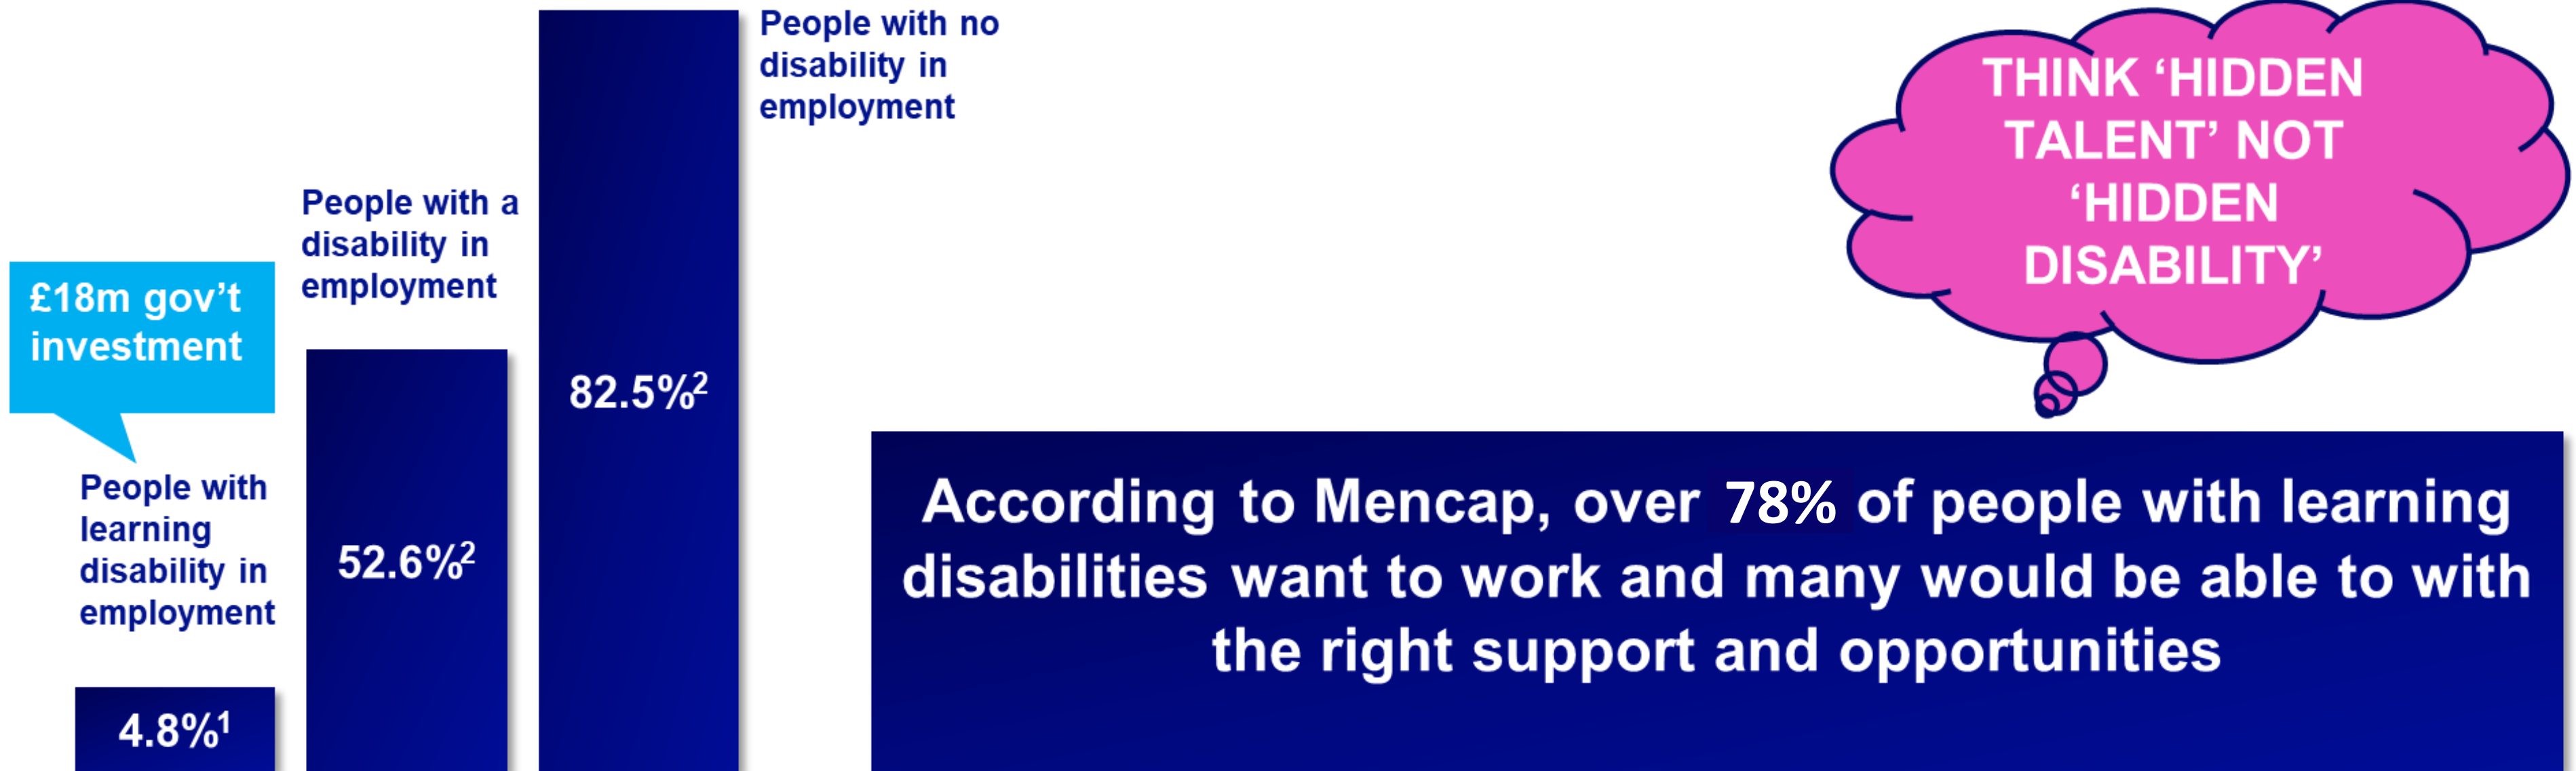 £18m gov’t
investment
People with
learning
disability in
employment
4.8%¹
People with a
disability in
employment
52.6%²
People with no
disability in
employment
82.5%²
THINK ‘HIDDEN
TALENT’ NOT
‘HIDDEN
DISABILITY’
According to Mencap, over 78% of people with learning
disabilities want to work and many would be able to with
the right support and opportunities